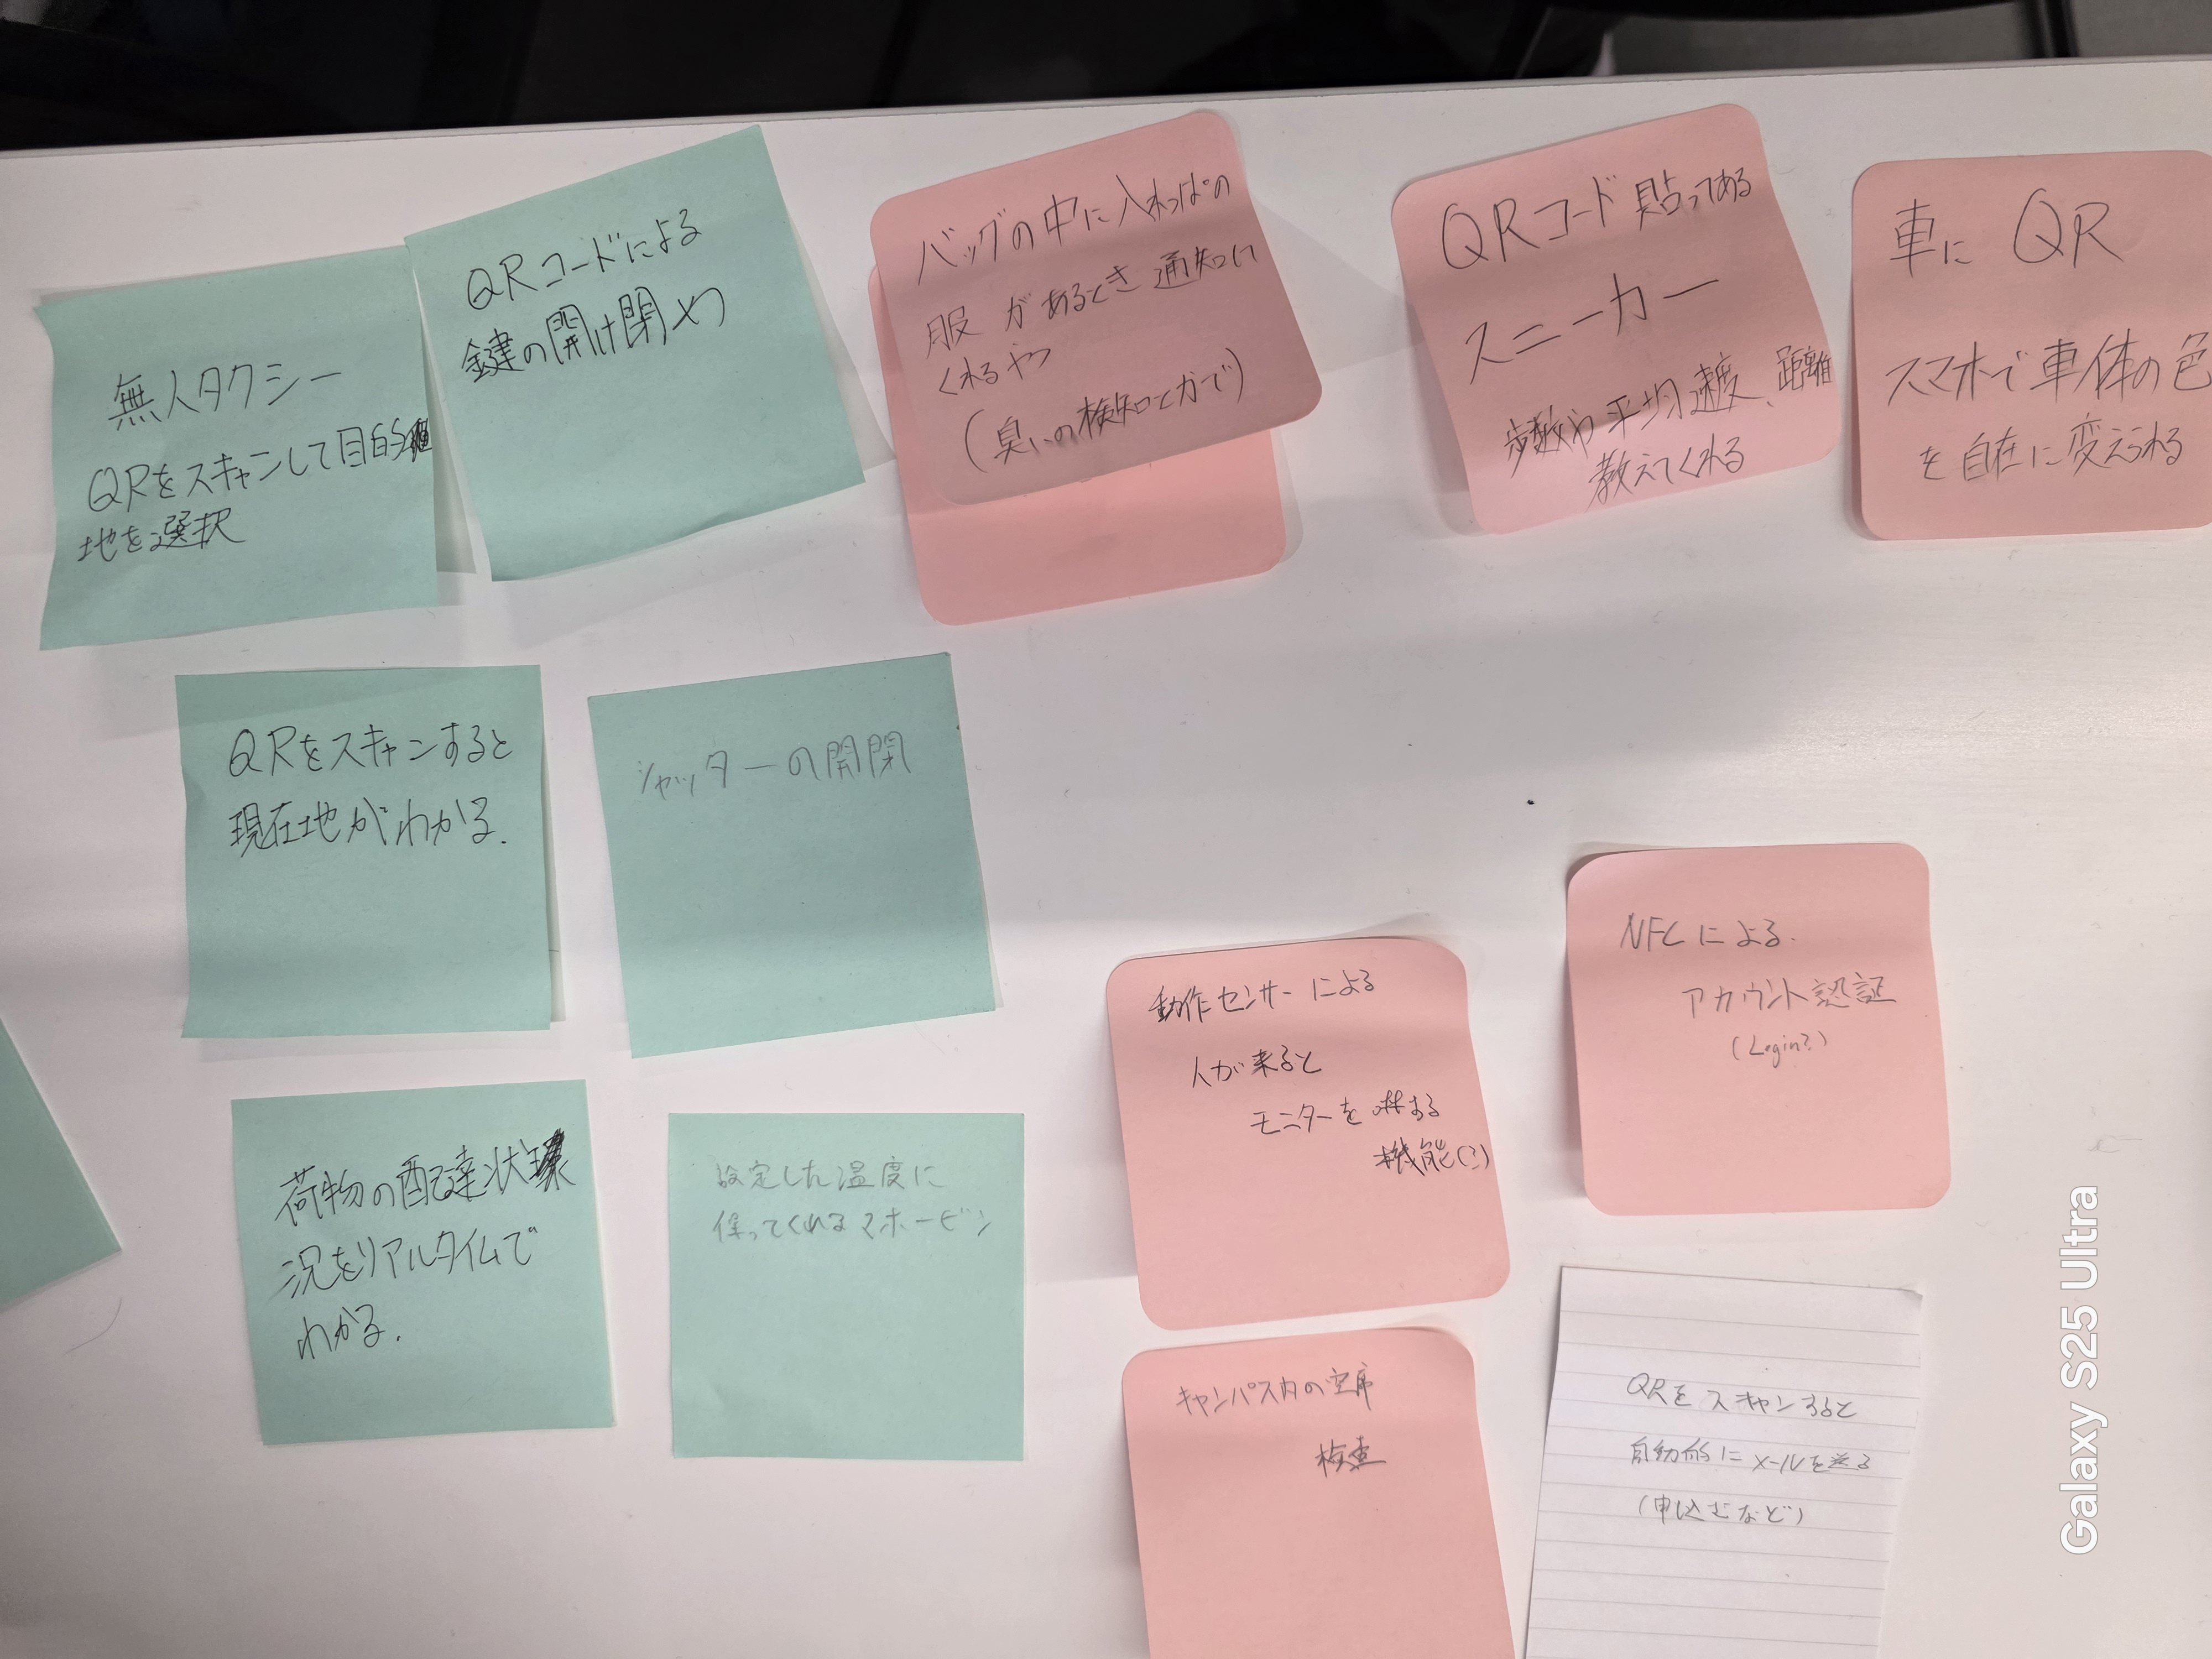 無人タクシー
QRをスキャンして目的
地を選択
QRコードによる
鍵の開け閉めつ
バッグの中に入れっぱの
服があるとき通知して
くれるやつ
(臭いの検知とかで)
QRコード貼ってある
スニーカー
歩数や平均速度、距離
教えてくれる
車にQR
スマホで車体の色
を自在に変えられる
QRをスキャンすると
現在地がわかる.
シャッターの開閉
荷物の配達状
況をリアルタイムで
わかる.
設定した温度に
保ってくれるマホービン
動作センサーによる
人が来ると
モニターを
機能(?)
NFCによる.
アカウント認証
(Login?)
キャンパス内の空席
検査
QRをスキャンすると
自動的にメールを送る
(申込むなど)
Galaxy S25 Ultra